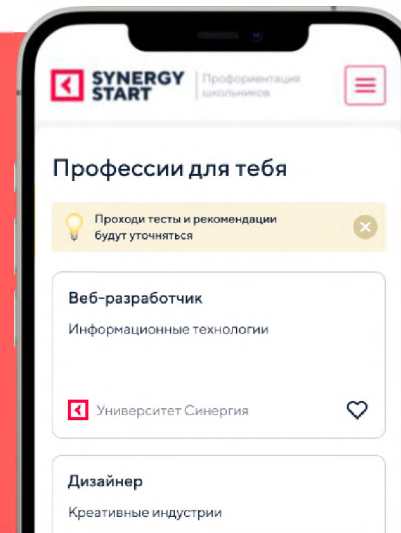 SYNERGY
START
Профориентация
школьников
Профессии для тебя
Проходи тесты и рекомендации
будут уточняться
Веб-разработчик
Информационные технологии
Университет Синергия
Дизайнер
Креативные индустрии